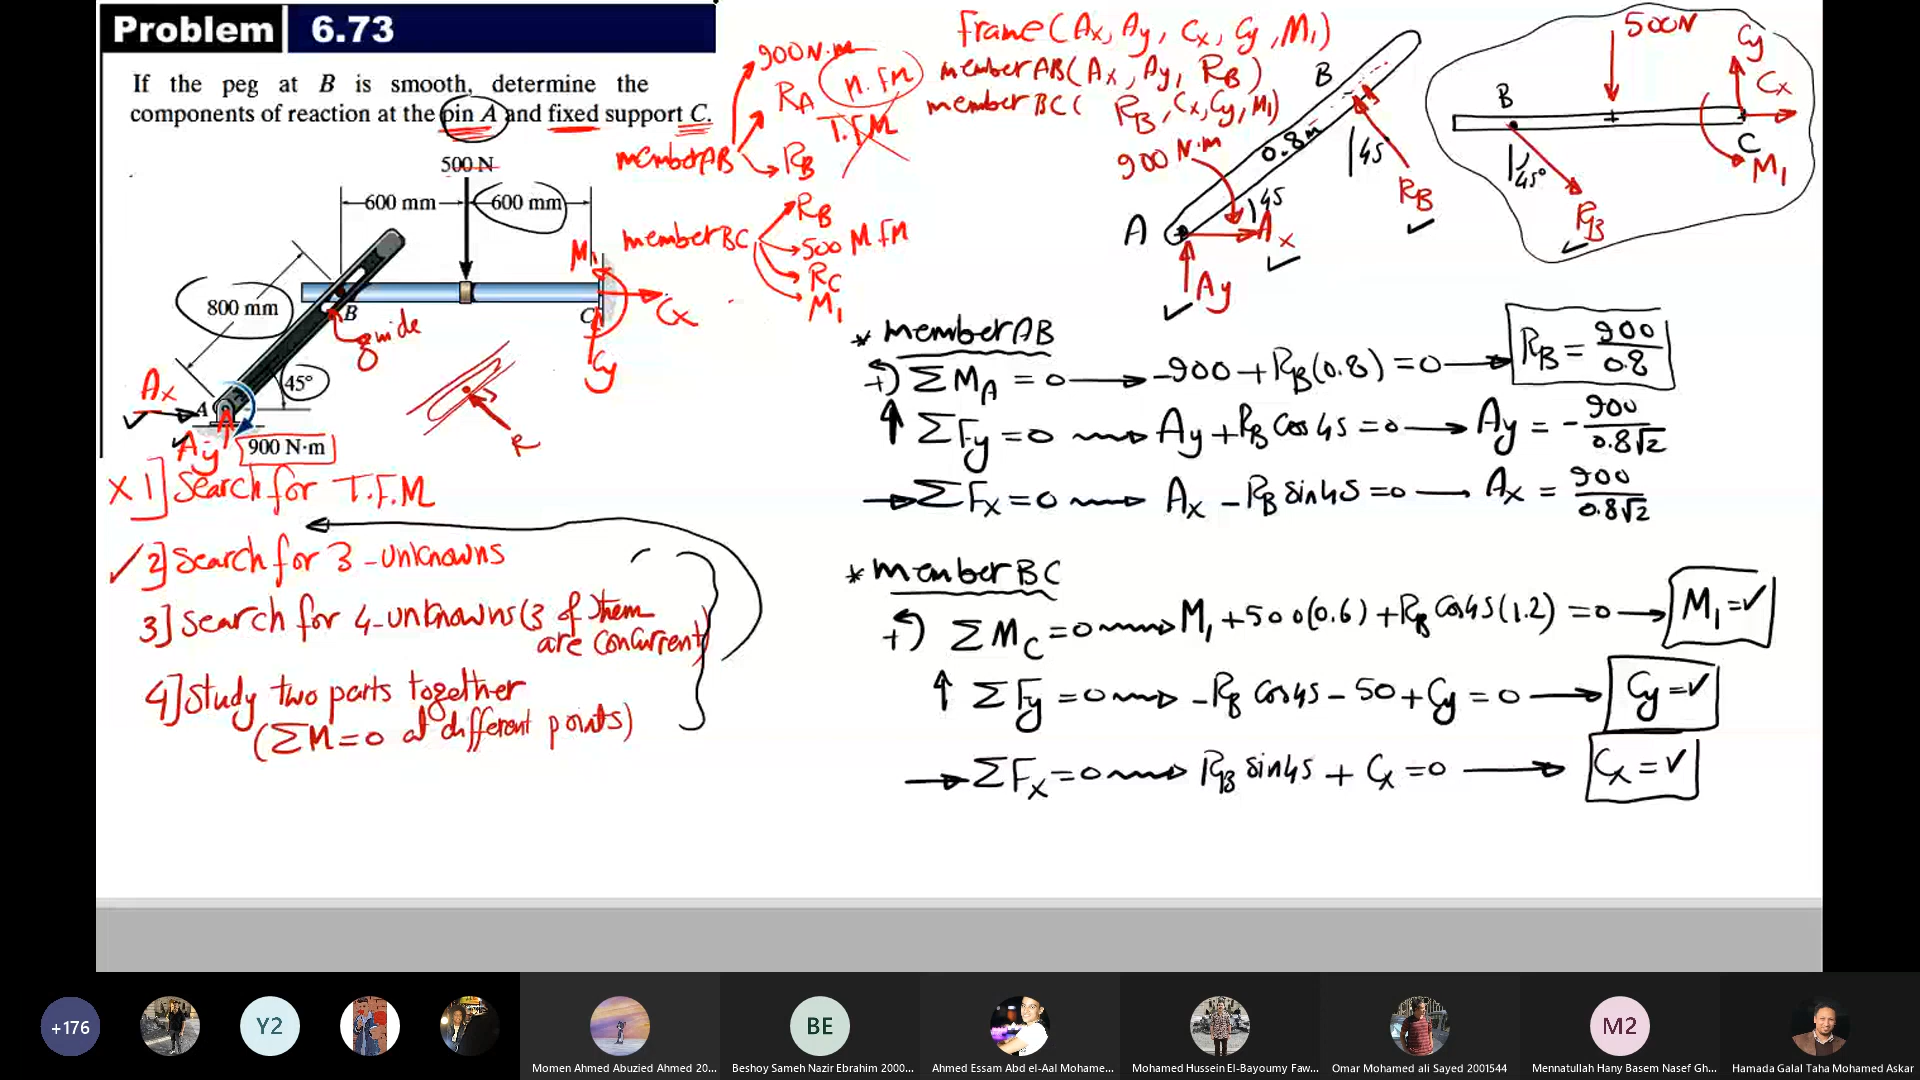 Problem 6.73
If the peg at B is smooth, determine the
components of reaction at the pin A and fixed support C.
500 N
600 mm
600 mm
800 mm
B
C
45°
A
900 N·m
Ax
Ay
M1
Cx
Cy
guide
R
900N.m
RA
n.FM
T.FM
member AB
RB
member BC
RB
500 M.FM
RC
M1
Frame (Ax, Ay, Cx, Cy, M1)
member AB (Ax, Ay, RB)
member BC (RB, Cx, Cy, M1)
B
0.8m
45
900 N.m
45
RB
A
Ax
Ay
500N
Cy
Cx
B
C
M1
45°
RB
x 1] Search for T.F.M
✓ 2] Search for 3-unknowns
3] Search for 4-unknowns (3 of them
are concurrent)
4] Study two parts together
(ΣM=0 at different points)
* member AB
+) ΣMA = 0 → -900 + RB(0.8) = 0 → RB = 900/0.8
↑ ΣFy = 0 → Ay + RB Cos 45 = 0 → Ay = -900/0.8√2
→ ΣFx = 0 → Ax - RB sin 45 = 0 → Ax = 900/0.8√2
* member BC
+) ΣMC = 0 → M1 + 500(0.6) + RB Cos45(1.2) = 0 → M1 = ✓
↑ ΣFy = 0 → -RB Cos45 - 50 + Cy = 0 → Cy = ✓
→ ΣFx = 0 → RB sin45 + Cx = 0 → Cx = ✓
+176
Y2
BE
M2
Momen Ahmed Abuzied Ahmed 20...
Beshoy Sameh Nazir Ebrahim 2000...
Ahmed Essam Abd el-Aal Mohame...
Mohamed Hussein El-Bayoumy Faw...
Omar Mohamed ali Sayed 2001544
Mennatullah Hany Basem Nasef Gh...
Hamada Galal Taha Mohamed Askar